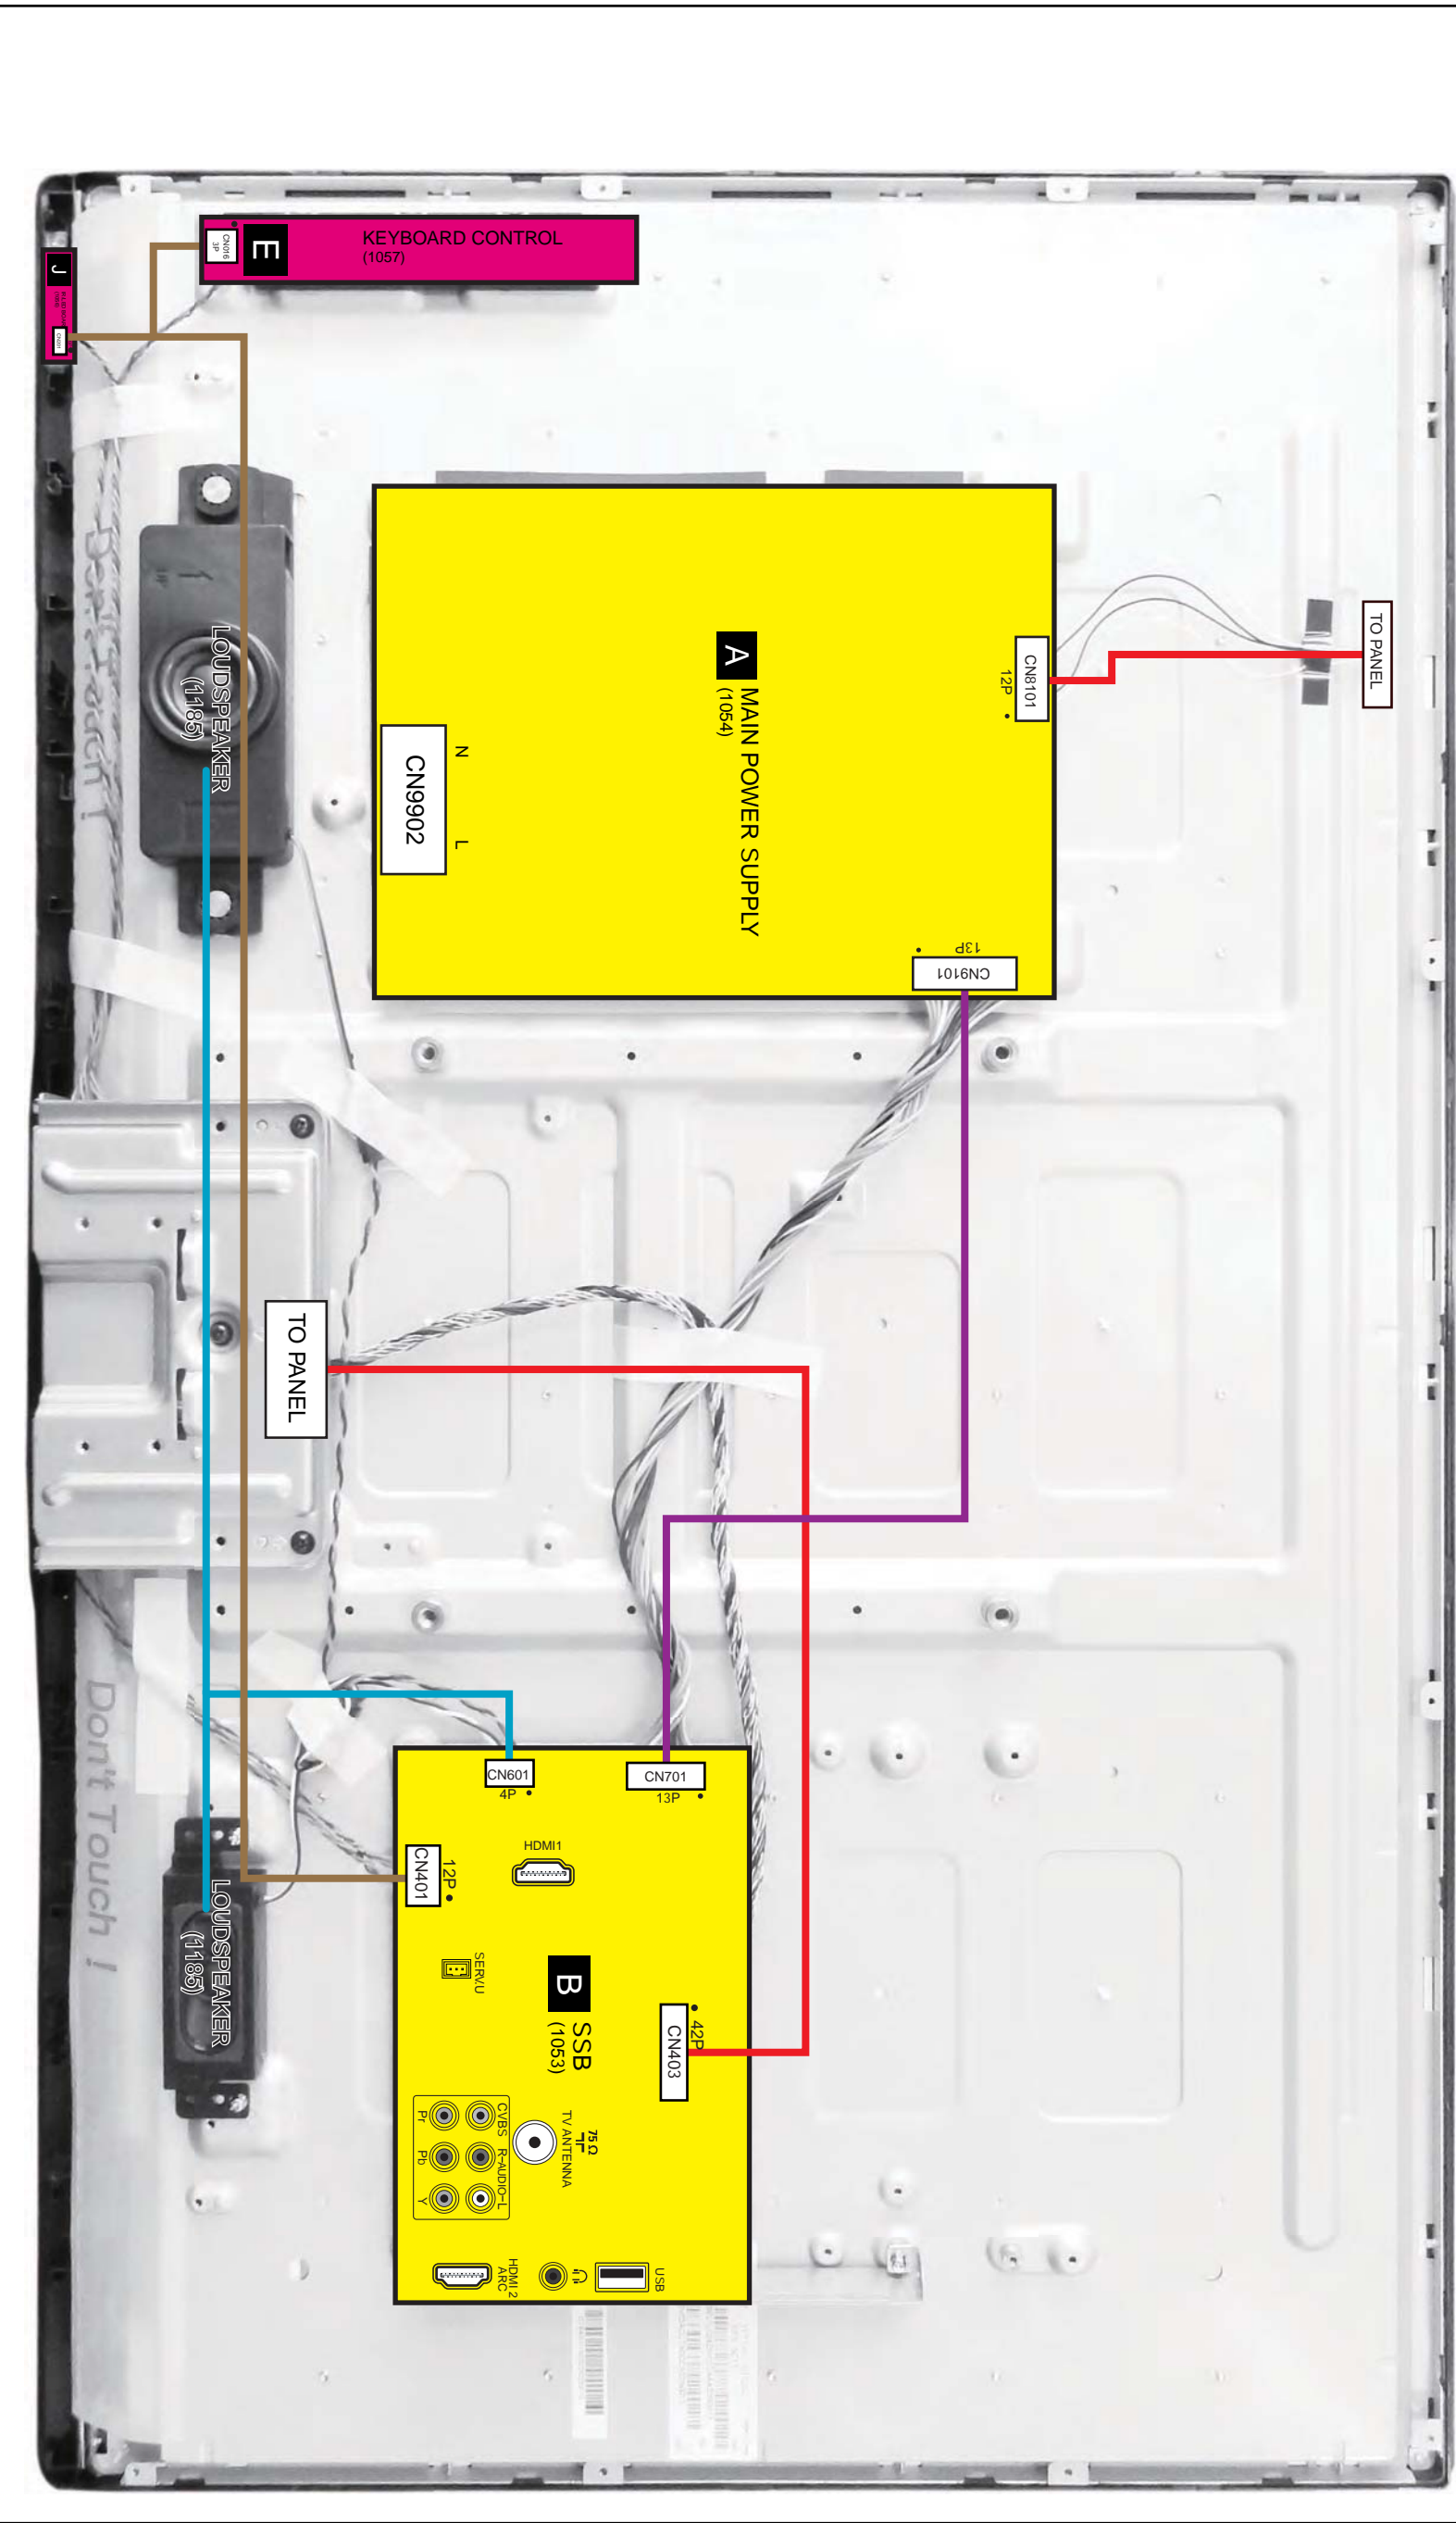 E
KEYBOARD CONTROL
(1057)
CN016
3P
J
TO PANEL
CN8101
12P
A
MAIN POWER SUPPLY
(1054)
N
L
CN9902
13P
CN9101
LOUDSPEAKER
(1185)
Don't Touch !
TO PANEL
CN601
4P
CN701
13P
HDMI1
12P
CN401
SERV.U
B
SSB
(1053)
42P
CN403
75 Ω
TV ANTENNA
CVBS R-AUDIO-L
Pr Pb Y
HDMI 2
ARC
USB
LOUDSPEAKER
(1185)
Don't Touch !